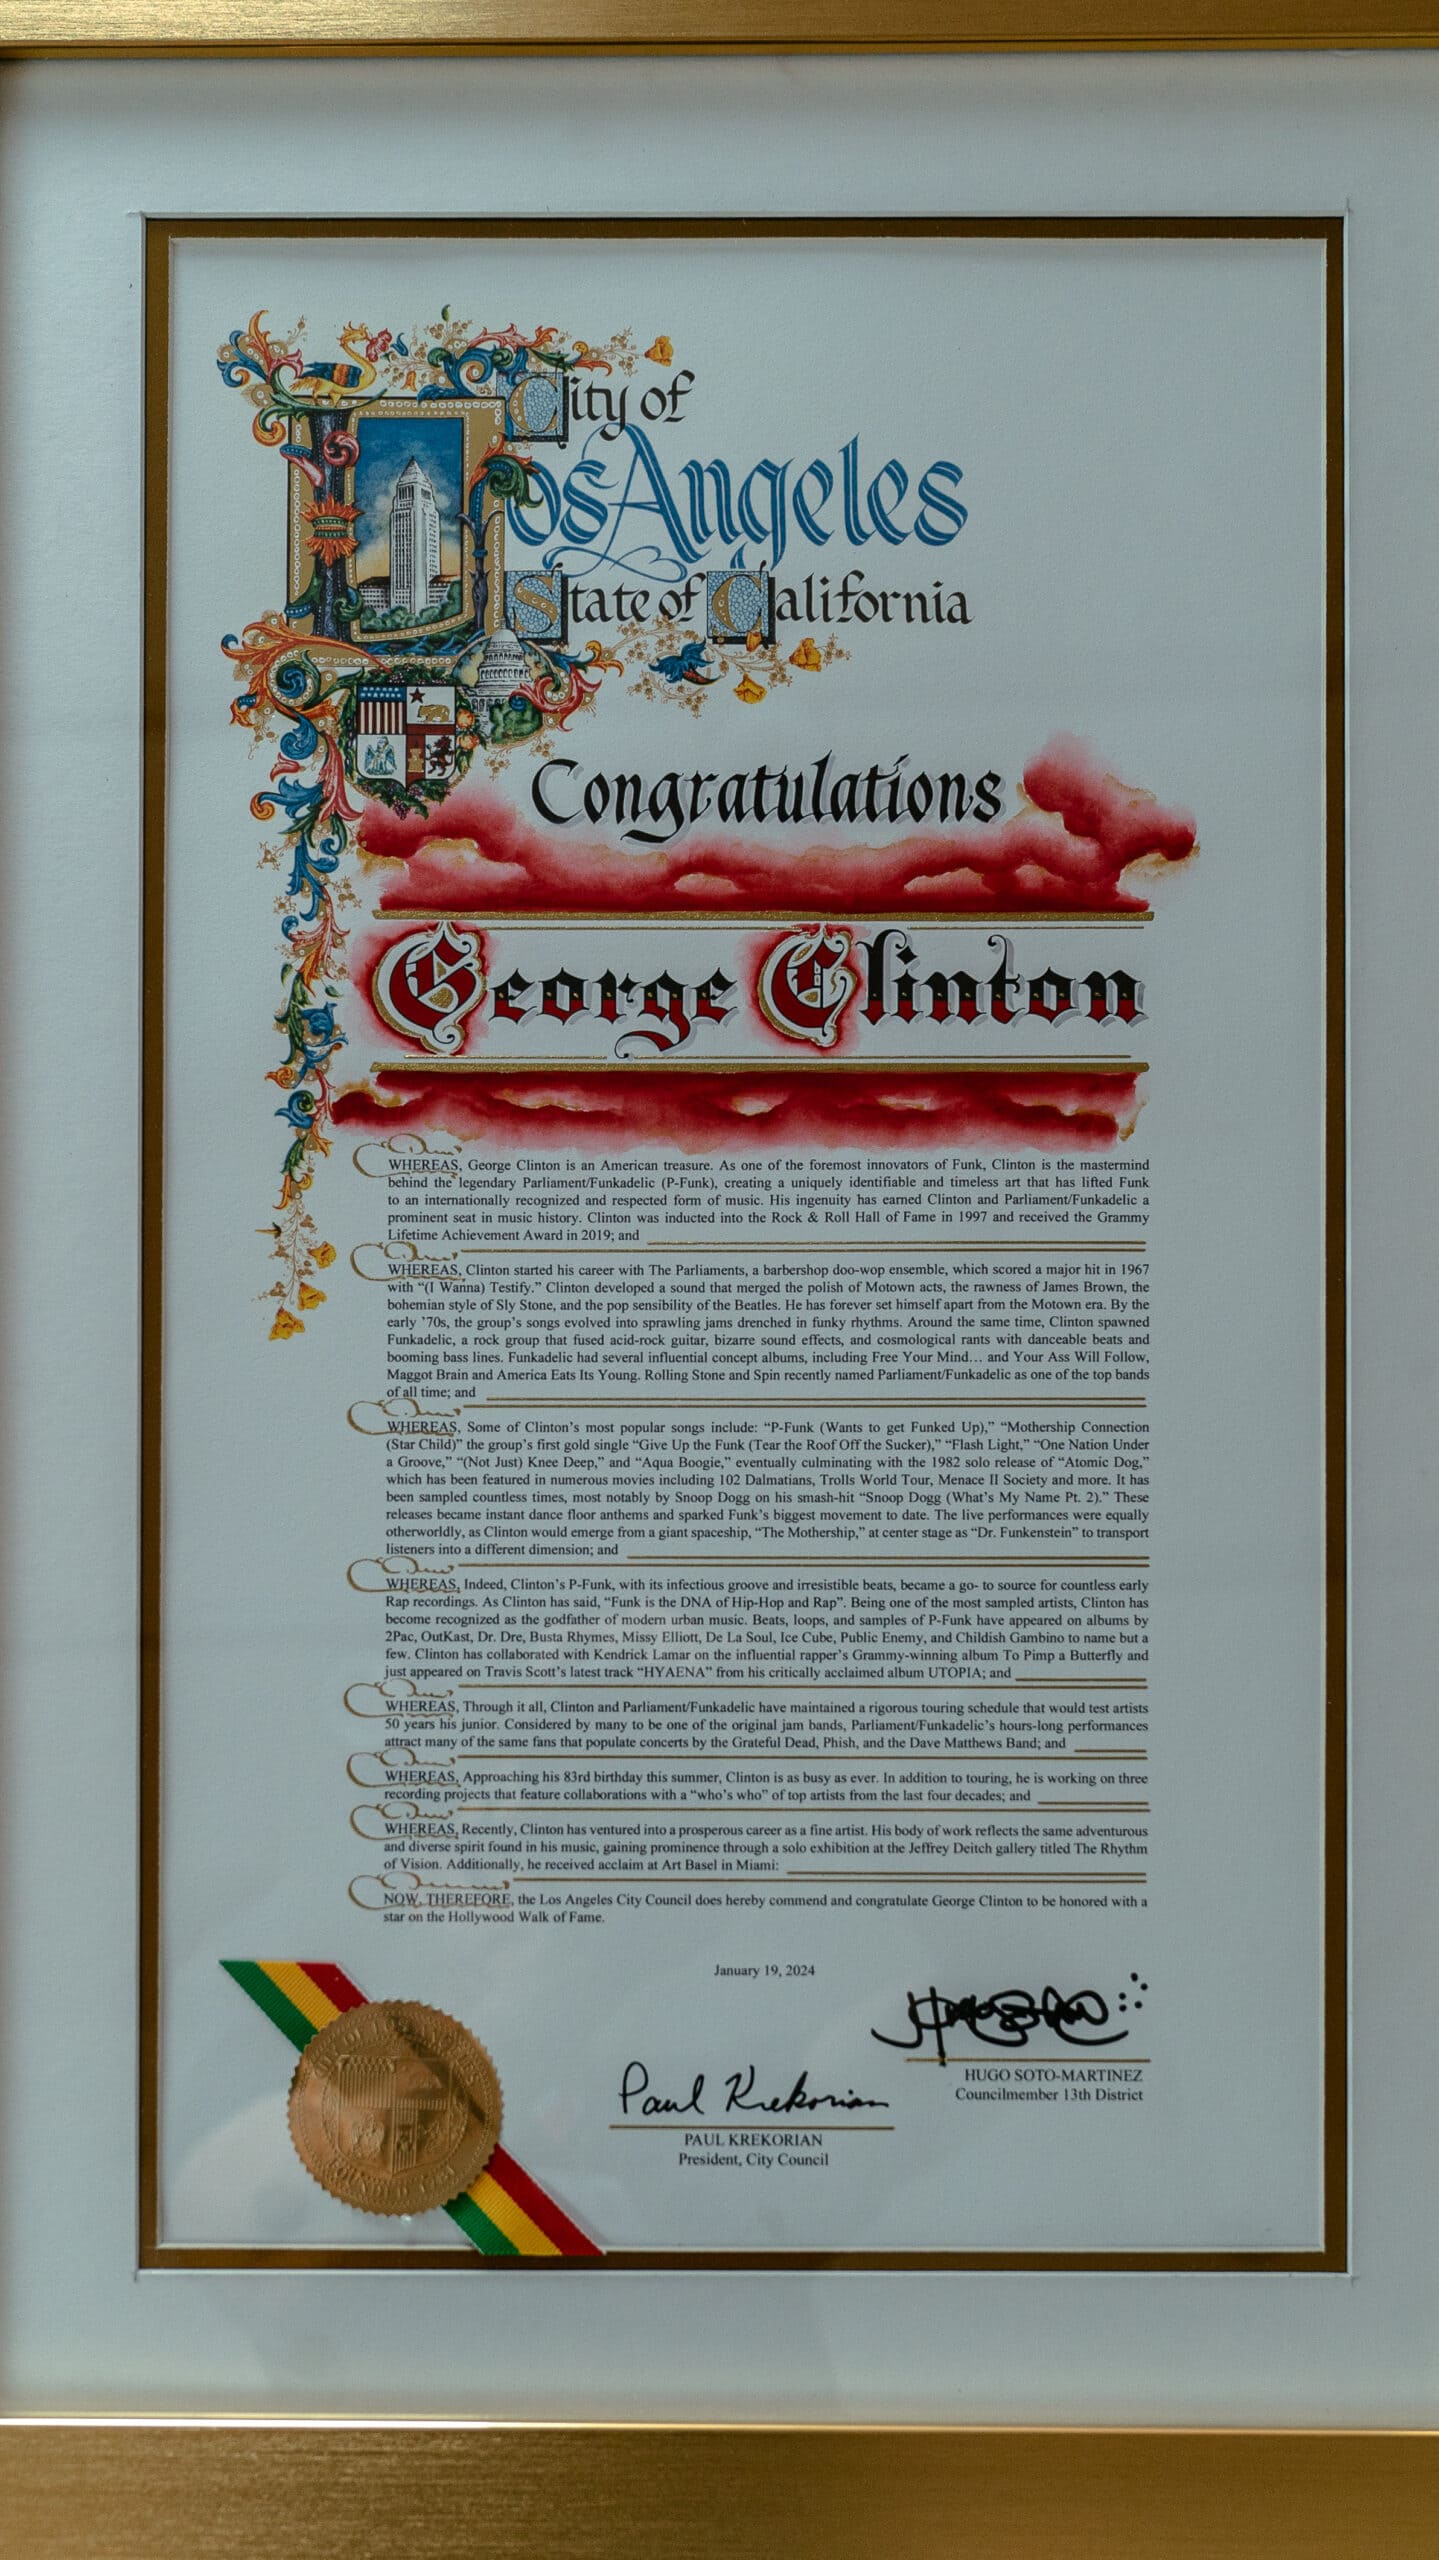 City of
Los Angeles
State of California
Congratulations
George Clinton
WHEREAS, George Clinton is an American treasure. As one of the foremost innovators of Funk, Clinton is the mastermind
behind the legendary Parliament/Funkadelic (P-Funk), creating a uniquely identifiable and timeless art that has lifted Funk
to an internationally recognized and respected form of music. His ingenuity has earned Clinton and Parliament/Funkadelic a
prominent seat in music history. Clinton was inducted into the Rock & Roll Hall of Fame in 1997 and received the Grammy
Lifetime Achievement Award in 2019; and
WHEREAS, Clinton started his career with The Parliaments, a barbershop doo-wop ensemble, which scored a major hit in 1967
with “(I Wanna) Testify.” Clinton developed a sound that merged the polish of Motown acts, the rawness of James Brown, the
bohemian style of Sly Stone, and the pop sensibility of the Beatles. He has forever set himself apart from the Motown era. By the
early ’70s, the group’s songs evolved into sprawling jams drenched in funky rhythms. Around the same time, Clinton spawned
Funkadelic, a rock group that fused acid-rock guitar, bizarre sound effects, and cosmological rants with danceable beats and
booming bass lines. Funkadelic had several influential concept albums, including Free Your Mind… and Your Ass Will Follow,
Maggot Brain and America Eats Its Young. Rolling Stone and Spin recently named Parliament/Funkadelic as one of the top bands
of all time; and
WHEREAS, Some of Clinton’s most popular songs include: “P-Funk (Wants to get Funked Up),” “Mothership Connection
(Star Child)” the group’s first gold single “Give Up the Funk (Tear the Roof Off the Sucker),” “Flash Light,” “One Nation Under
a Groove,” “(Not Just) Knee Deep,” and “Aqua Boogie,” eventually culminating with the 1982 solo release of “Atomic Dog,”
which has been featured in numerous movies including 102 Dalmatians, Trolls World Tour, Menace II Society and more. It has
been sampled countless times, most notably by Snoop Dogg on his smash-hit “Snoop Dogg (What’s My Name Pt. 2).” These
releases became instant dance floor anthems and sparked Funk’s biggest movement to date. The live performances were equally
otherworldly, as Clinton would emerge from a giant spaceship, “The Mothership,” at center stage as “Dr. Funkenstein” to transport
listeners into a different dimension; and
WHEREAS, Indeed, Clinton’s P-Funk, with its infectious groove and irresistible beats, became a go- to source for countless early
Rap recordings. As Clinton has said, “Funk is the DNA of Hip-Hop and Rap”. Being one of the most sampled artists, Clinton has
become recognized as the godfather of modern urban music. Beats, loops, and samples of P-Funk have appeared on albums by
2Pac, OutKast, Dr. Dre, Busta Rhymes, Missy Elliott, De La Soul, Ice Cube, Public Enemy, and Childish Gambino to name but a
few. Clinton has collaborated with Kendrick Lamar on the influential rapper’s Grammy-winning album To Pimp a Butterfly and
just appeared on Travis Scott’s latest track “HYAENA” from his critically acclaimed album UTOPIA; and
WHEREAS, Through it all, Clinton and Parliament/Funkadelic have maintained a rigorous touring schedule that would test artists
50 years his junior. Considered by many to be one of the original jam bands, Parliament/Funkadelic’s hours-long performances
attract many of the same fans that populate concerts by the Grateful Dead, Phish, and the Dave Matthews Band; and
WHEREAS, Approaching his 83rd birthday this summer, Clinton is as busy as ever. In addition to touring, he is working on three
recording projects that feature collaborations with a “who’s who” of top artists from the last four decades; and
WHEREAS, Recently, Clinton has ventured into a prosperous career as a fine artist. His body of work reflects the same adventurous
and diverse spirit found in his music, gaining prominence through a solo exhibition at the Jeffrey Deitch gallery titled The Rhythm
of Vision. Additionally, he received acclaim at Art Basel in Miami:
NOW, THEREFORE, the Los Angeles City Council does hereby commend and congratulate George Clinton to be honored with a
star on the Hollywood Walk of Fame.
January 19, 2024
HUGO SOTO-MARTINEZ
Councilmember 13th District
Paul Krekorian
PAUL KREKORIAN
President, City Council
CITY OF LOS ANGELES
FOUNDED 1781